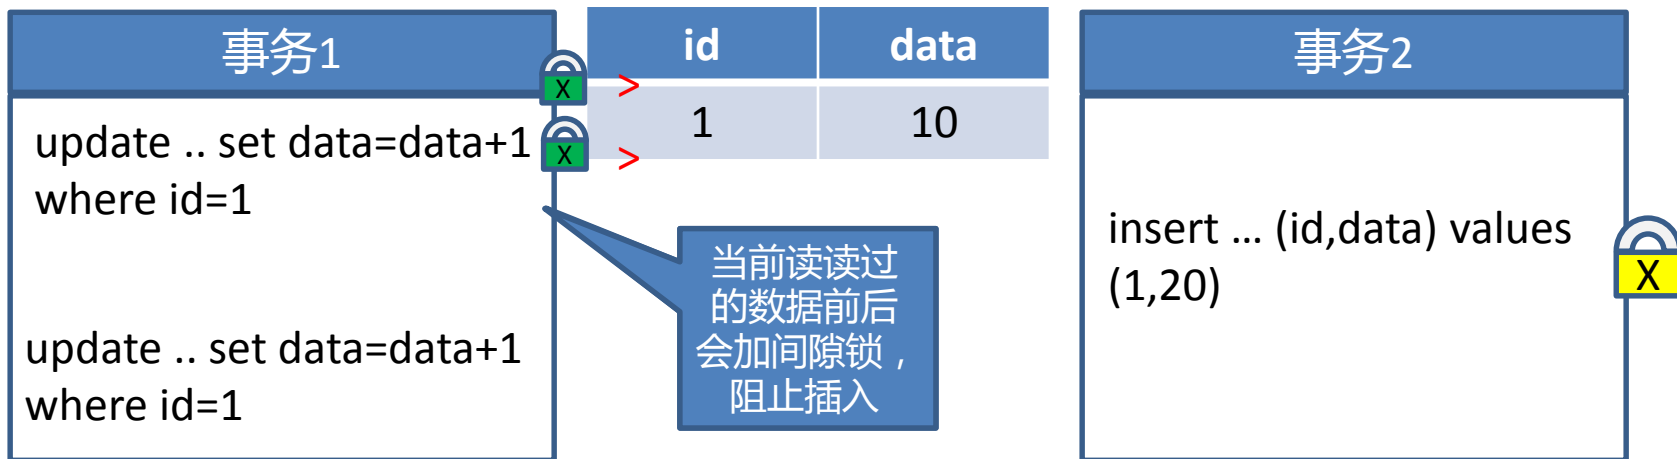 事务1
update .. set data=data+1
where id=1
update .. set data=data+1
where id=1
X
X
>
>
id data
1 10
当前读读过
的数据前后
会加间隙锁，
阻止插入
事务2
insert … (id,data) values
(1,20)
X